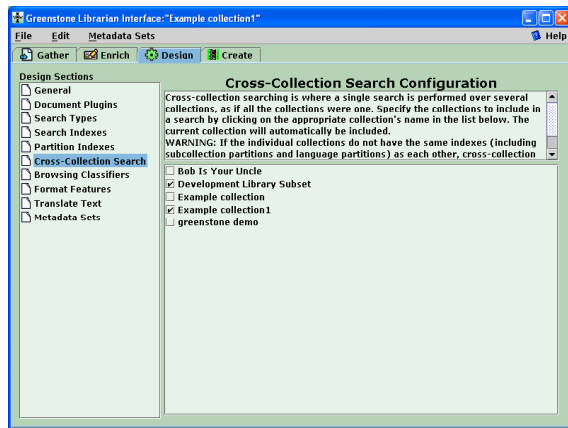 Greenstone Librarian Interface:"Example collection1"
File Edit Metadata Sets Help
Gather Enrich Design Create
Design Sections
General
Document Plugins
Search Types
Search Indexes
Partition Indexes
Cross-Collection Search
Browsing Classifiers
Format Features
Translate Text
Metadata Sets
Cross-Collection Search Configuration
Cross-collection searching is where a single search is performed over several
collections, as if all the collections were one. Specify the collections to include in
a search by clicking on the appropriate collection's name in the list below. The
current collection will automatically be included.
WARNING: If the individual collections do not have the same indexes (including
subcollection partitions and language partitions) as each other, cross-collection
Bob Is Your Uncle
Development Library Subset
Example collection
Example collection1
greenstone demo